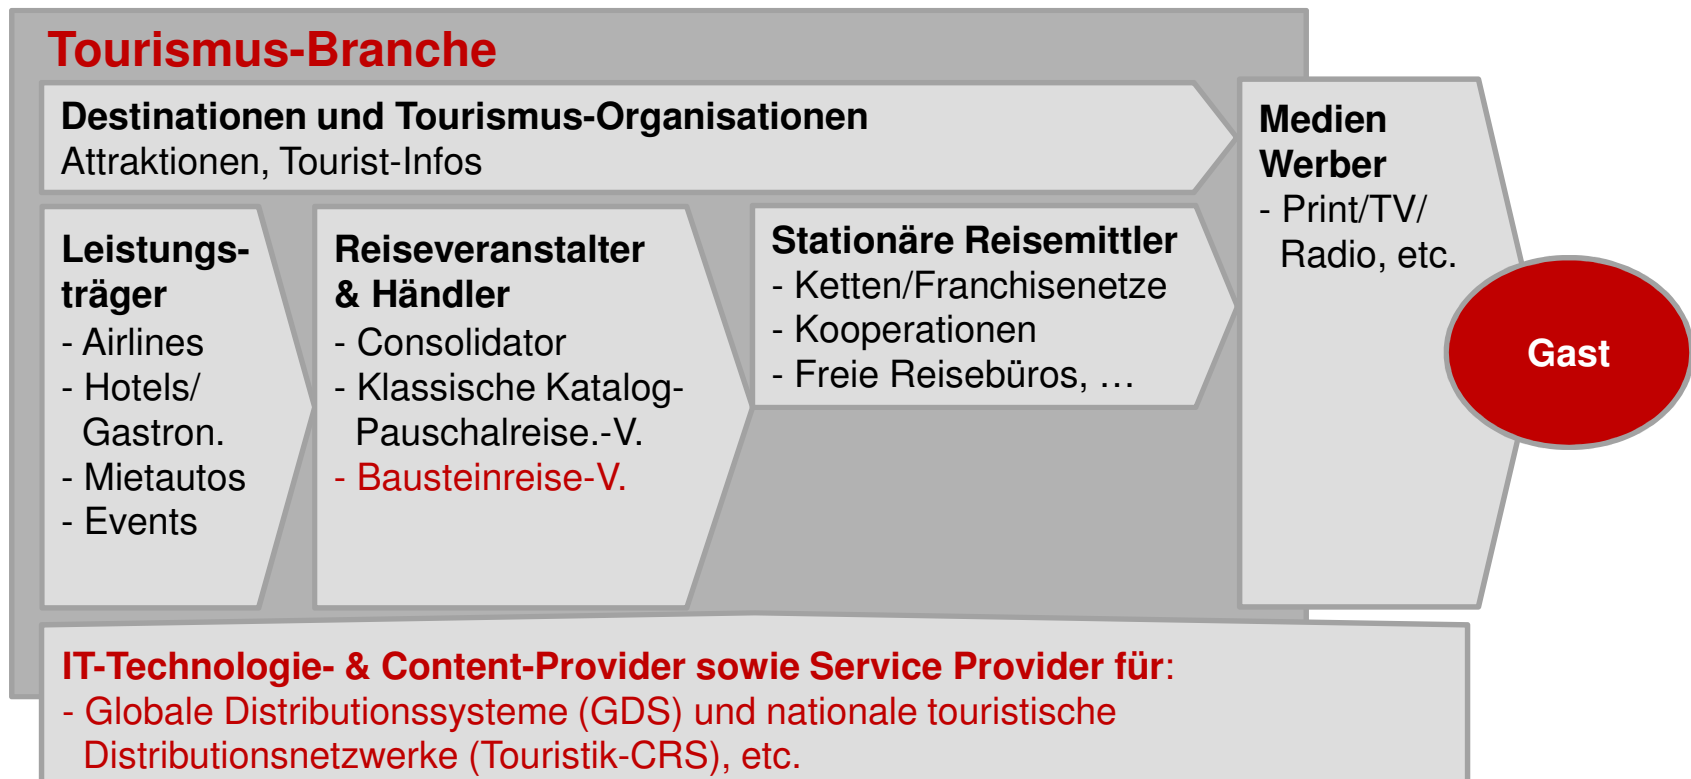 Tourismus-Branche
Destinationen und Tourismus-Organisationen
Attraktionen, Tourist-Infos
Leistungs-
träger
- Airlines
- Hotels/
Gastron.
- Mietautos
- Events
Reiseveranstalter
& Händler
- Consolidator
- Klassische Katalog-
Pauschalreise.-V.
- Bausteinreise-V.
Stationäre Reisemittler
- Ketten/Franchisenetze
- Kooperationen
- Freie Reisebüros, …
Medien
Werber
- Print/TV/
Radio, etc.
Gast
IT-Technologie- & Content-Provider sowie Service Provider für:
- Globale Distributionssysteme (GDS) und nationale touristische
Distributionsnetzwerke (Touristik-CRS), etc.